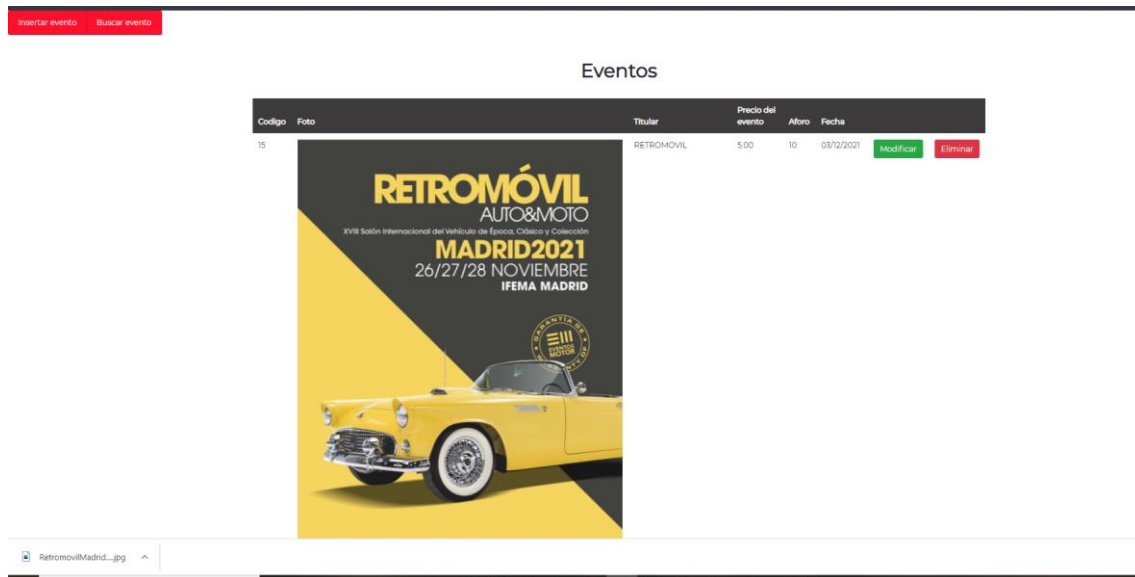 Insertar evento Buscar evento
Eventos
Codigo Foto Titular Precio del evento Aforo Fecha
15 RETROMOVIL 5.00 10 03/12/2021 Modificar Eliminar
RETROMÓVIL
AUTO&MOTO
XVIII Salón Internacional del Vehículo de Época, Clásico y Colección
MADRID2021
26/27/28 NOVIEMBRE
IFEMA MADRID
GARANTÍA DE
EVENTOS
MOTOR
RetromovilMadrid....jpg